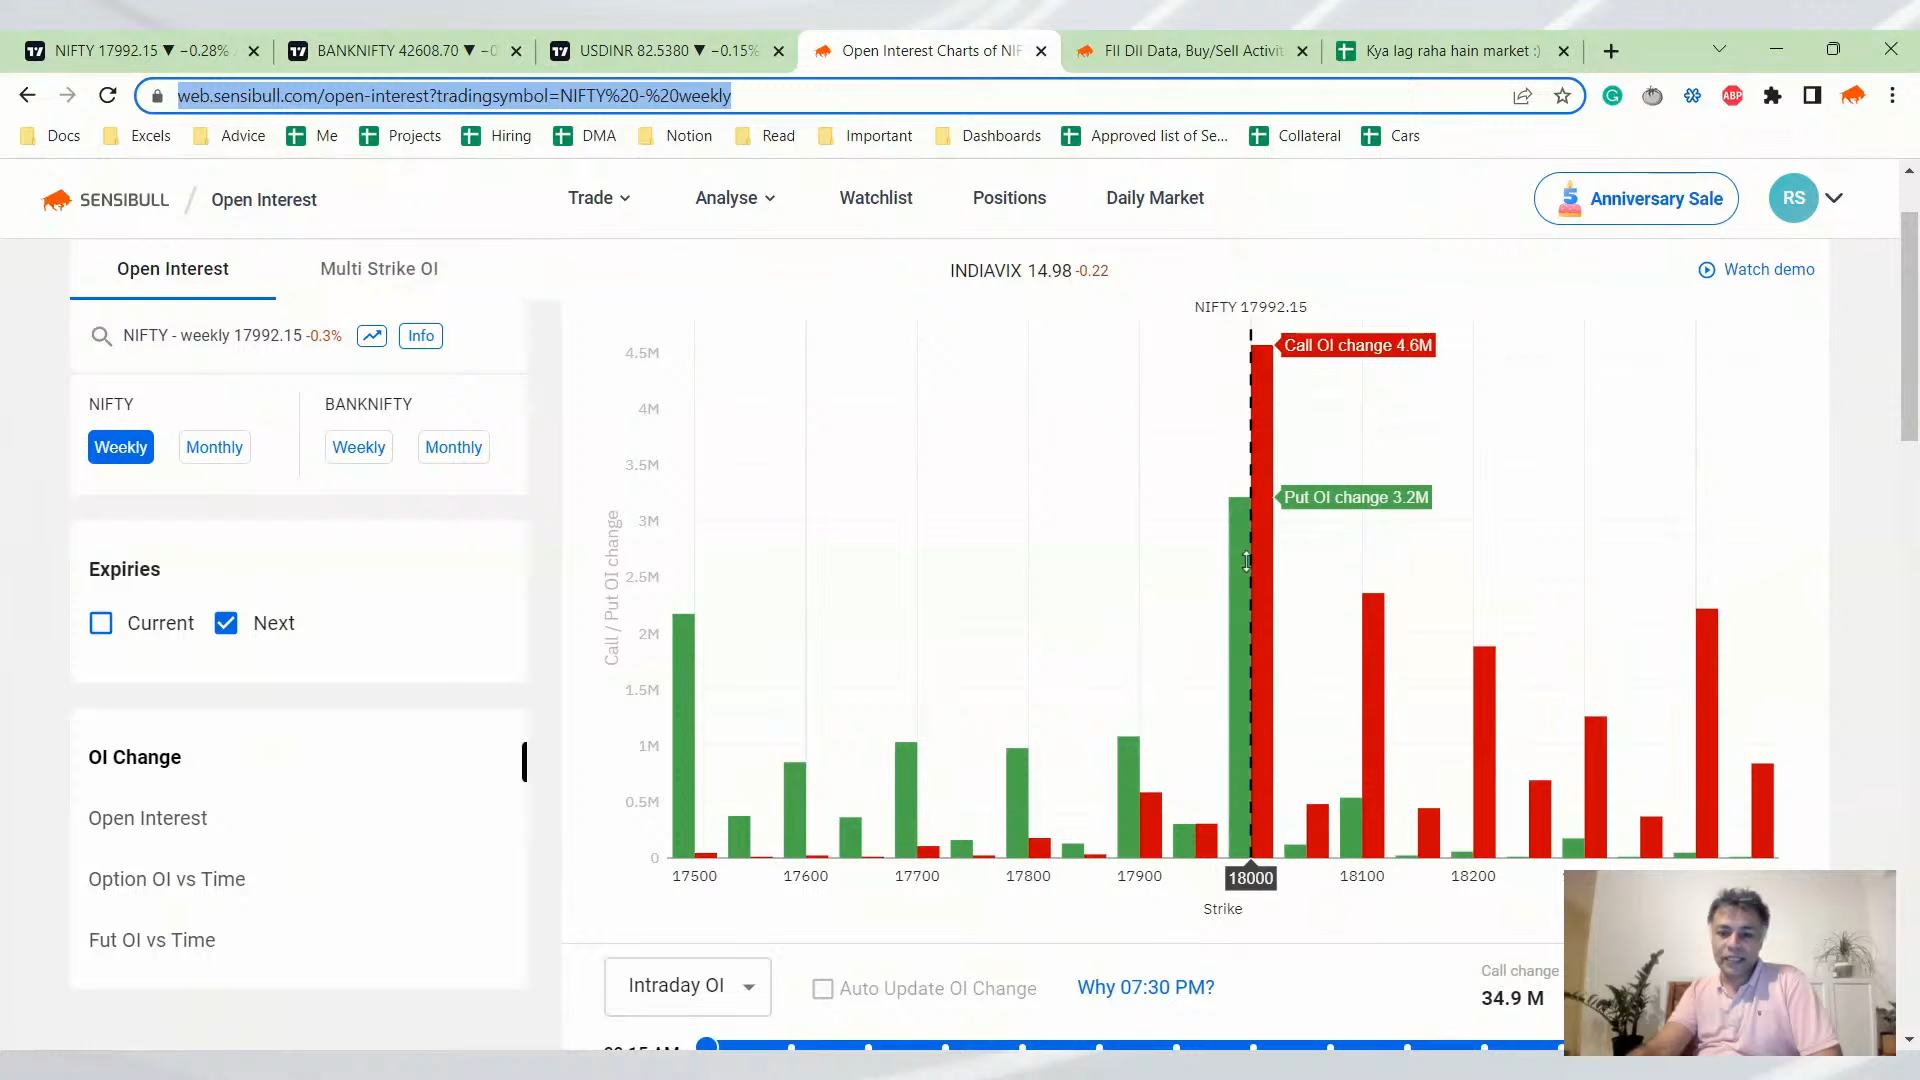 NIFTY 17992.15 ▼ −0.28%
BANKNIFTY 42608.70 ▼ −0
USDINR 82.5380 ▼ −0.15%
Open Interest Charts of NIF
FII DII Data, Buy/Sell Activit
Kya lag raha hain market :)
web.sensibull.com/open-interest?tradingsymbol=NIFTY%20-%20weekly
ABP
Docs
Excels
Advice
Me
Projects
Hiring
DMA
Notion
Read
Important
Dashboards
Approved list of Se...
Collateral
Cars
SENSIBULL / Open Interest
Trade
Analyse
Watchlist
Positions
Daily Market
5 Anniversary Sale
RS
Open Interest
Multi Strike OI
INDIAVIX 14.98 -0.22
Watch demo
NIFTY - weekly 17992.15 -0.3%
Info
NIFTY
BANKNIFTY
Weekly
Monthly
Weekly
Monthly
Expiries
Current
Next
OI Change
Open Interest
Option OI vs Time
Fut OI vs Time
NIFTY 17992.15
Call OI change 4.6M
Put OI change 3.2M
Call / Put OI change
4.5M
4M
3.5M
3M
2.5M
2M
1.5M
1M
0.5M
0
17500
17600
17700
17800
17900
18000
18100
18200
Strike
Intraday OI
Auto Update OI Change
Why 07:30 PM?
Call change
34.9 M